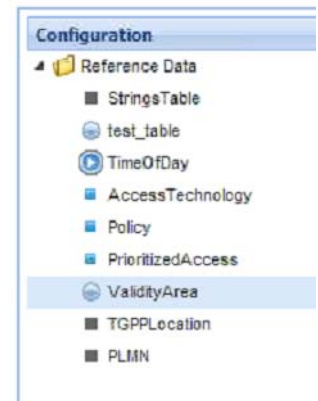 Configuration
Reference Data
StringsTable
test_table
TimeOfDay
AccessTechnology
Policy
PrioritizedAccess
ValidityArea
TGPPLocation
PLMN